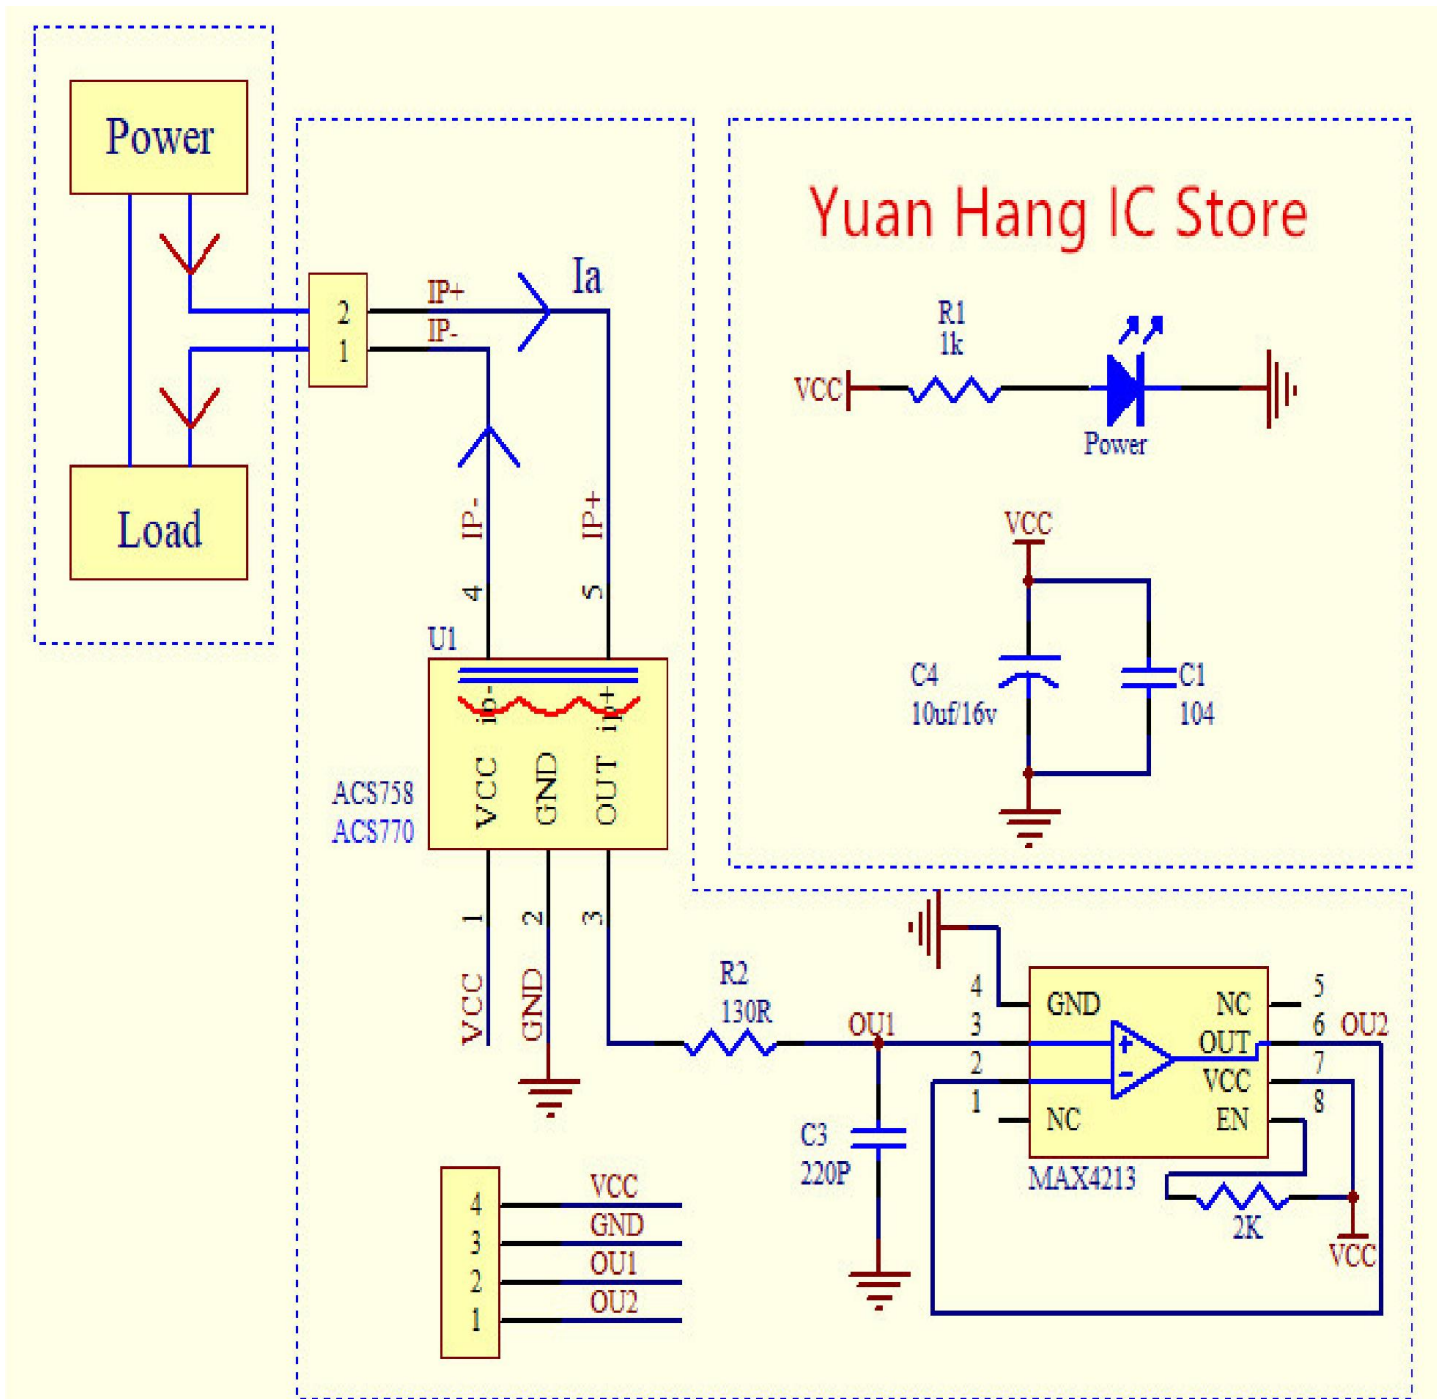 Power
Load
2
1
IP+
IP-
Ia
IP-
IP+
4
5
U1
ip-
ip+
VCC
GND
OUT
ACS758
ACS770
1
2
3
VCC
GND
Yuan Hang IC Store
R1
1k
VCC
Power
VCC
C4
10uf/16v
C1
104
R2
130R
OU1
C3
220P
4
3
2
1
GND
NC
NC
OUT
VCC
EN
+
-
5
6
7
8
OU2
MAX4213
2K
VCC
4
3
2
1
VCC
GND
OU1
OU2